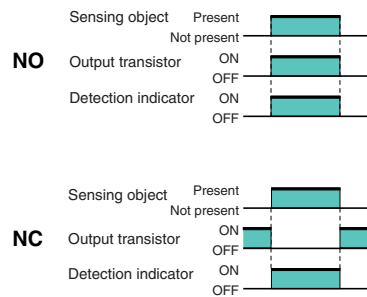 Sensing object Present
Not present
NO Output transistor ON
OFF
Detection indicator ON
OFF
Sensing object Present
Not present
NC Output transistor ON
OFF
Detection indicator ON
OFF